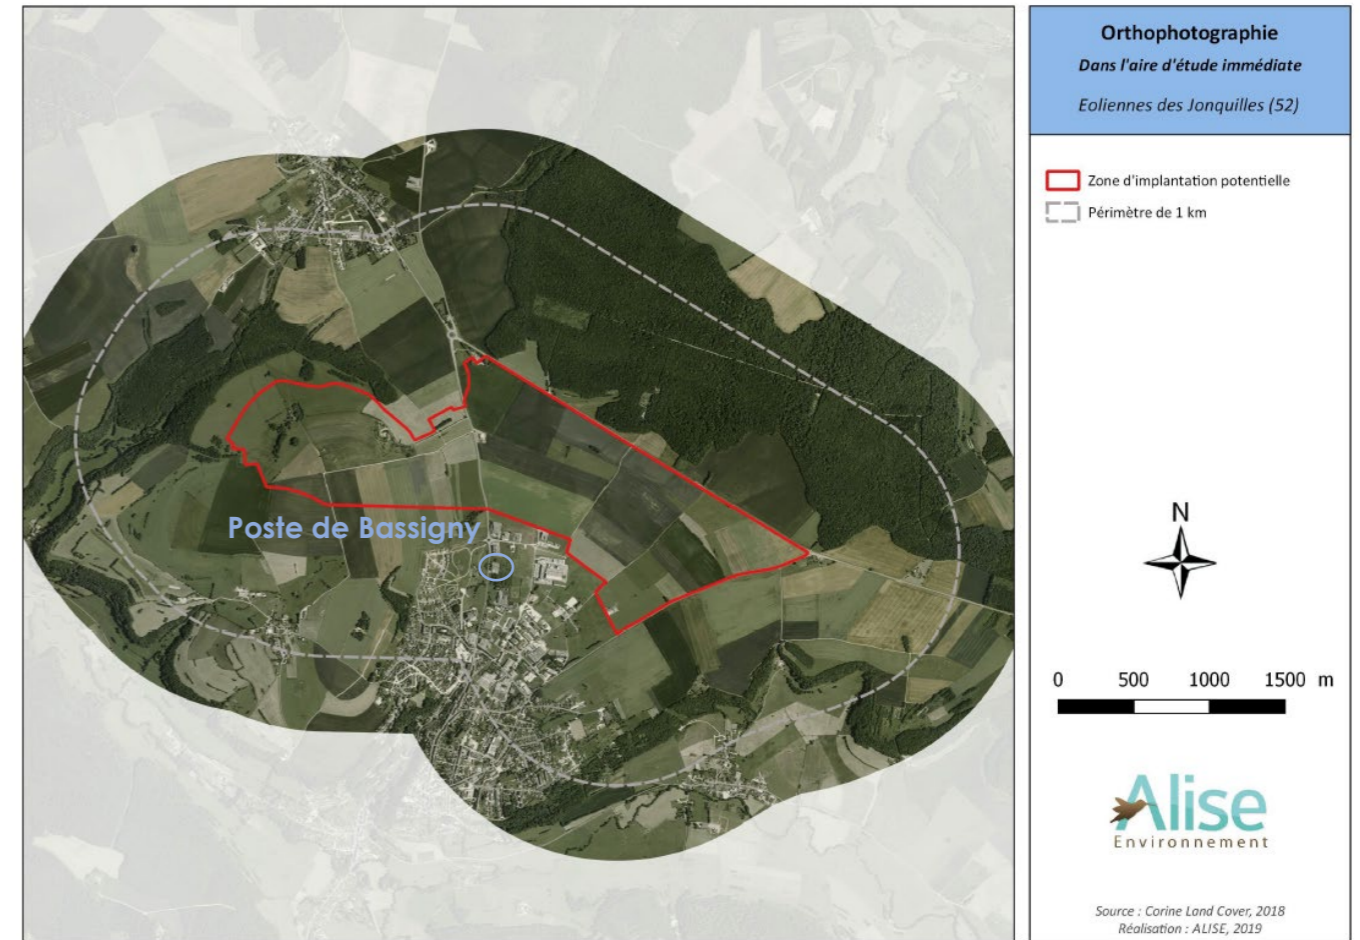 Orthophotographie
Dans l'aire d'étude immédiate
Eoliennes des Jonquilles (52)
Zone d'implantation potentielle
Périmètre de 1 km
Poste de Bassigny
N
0 500 1000 1500 m
Alise
Environnement
Source : Corine Land Cover, 2018
Réalisation : ALISE, 2019